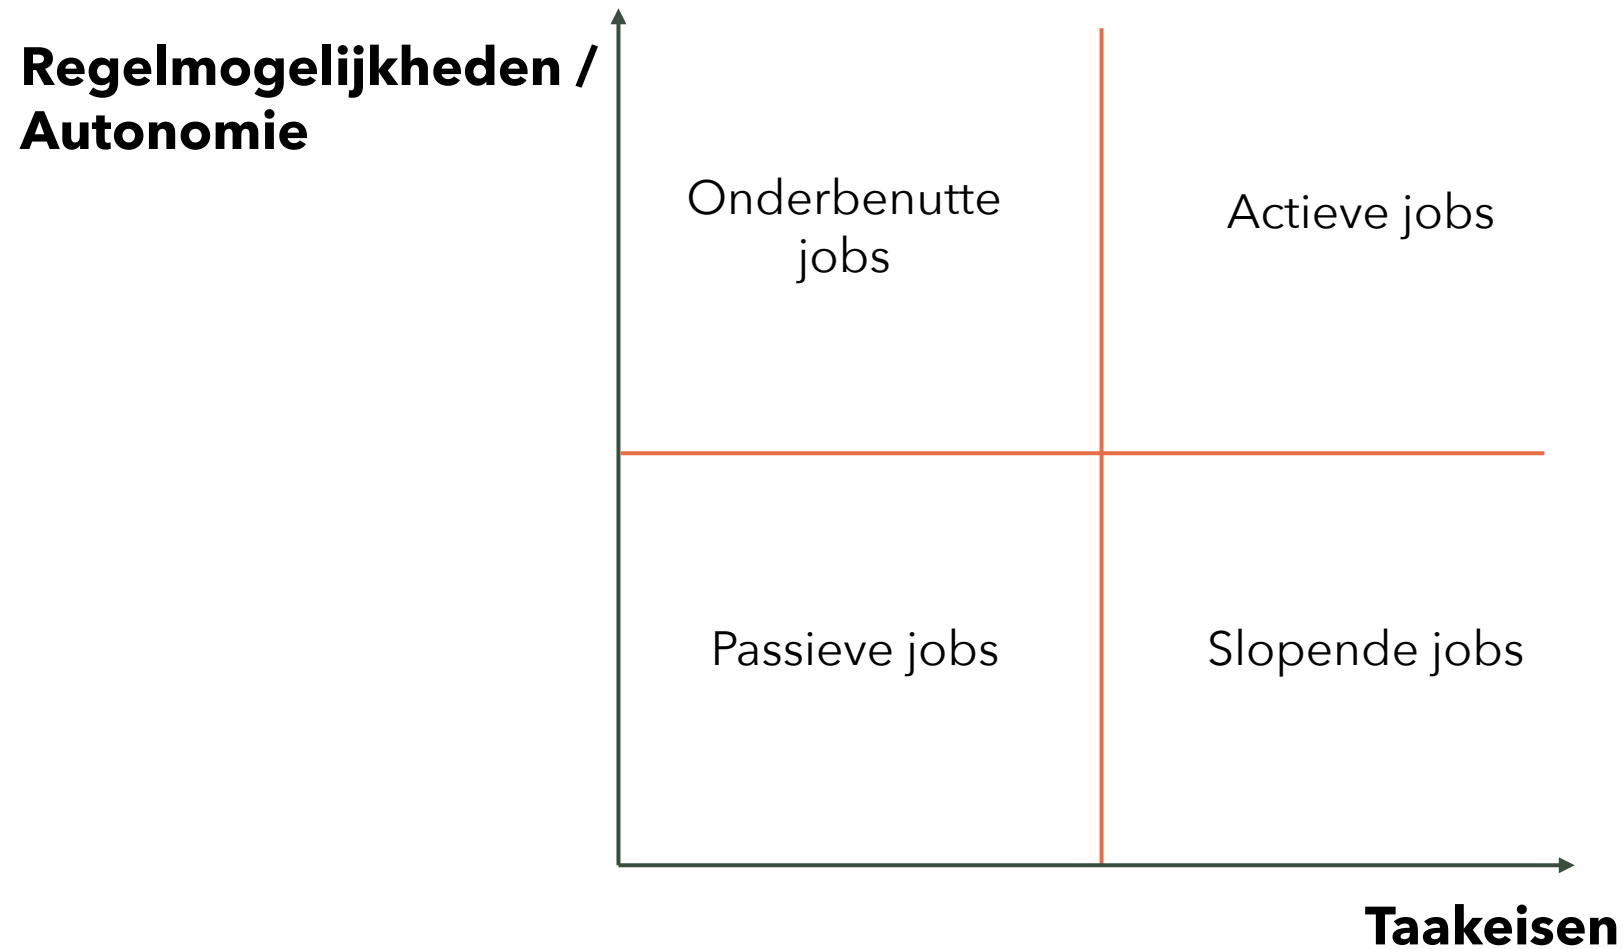 Regelmogelijkheden /
Autonomie
Onderbenutte
jobs
Actieve jobs
Passieve jobs
Slopende jobs
Taakeisen